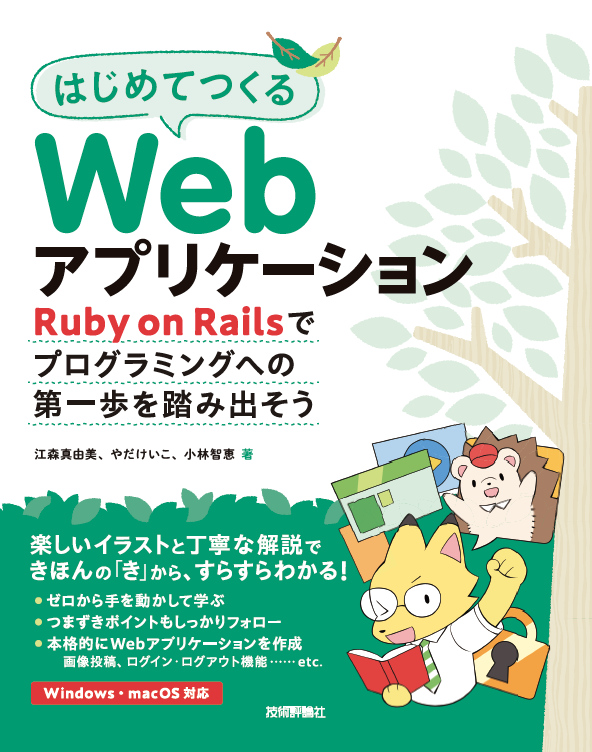 はじめてつくる
Web
アプリケーション
Ruby on Railsで
プログラミングへの
第一歩を踏み出そう
江森真由美、やだけいこ、小林智恵 著
楽しいイラストと丁寧な解説で
きほんの「き」から、すらすらわかる！
● ゼロから手を動かして学ぶ
● つまずきポイントもしっかりフォロー
● 本格的にWebアプリケーションを作成
画像投稿、ログイン・ログアウト機能……etc.
Windows・macOS 対応
技術評論社